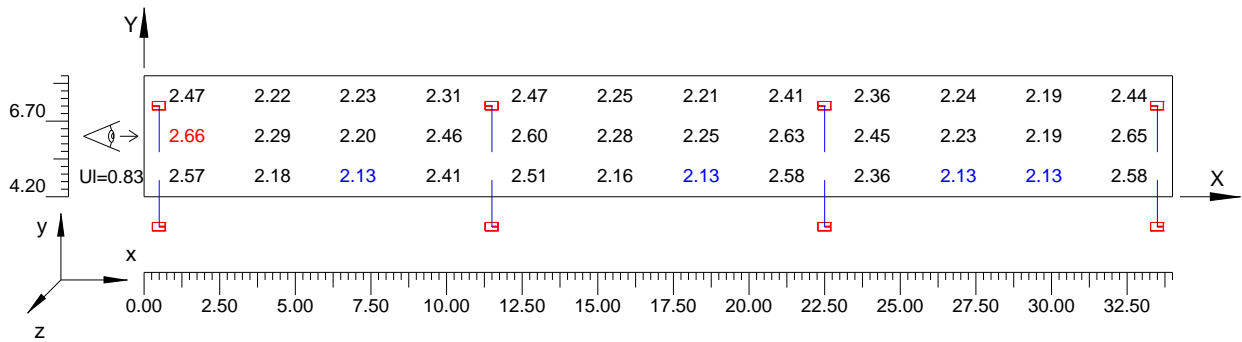 Y
2.47 2.22 2.23 2.31 2.47 2.25 2.21 2.41 2.36 2.24 2.19 2.44
6.70
2.66 2.29 2.20 2.46 2.60 2.28 2.25 2.63 2.45 2.23 2.19 2.65
Ul=0.83 2.57 2.18 2.13 2.41 2.51 2.16 2.13 2.58 2.36 2.13 2.13 2.58
4.20
X
y
x
z
0.00 2.50 5.00 7.50 10.00 12.50 15.00 17.50 20.00 22.50 25.00 27.50 30.00 32.50